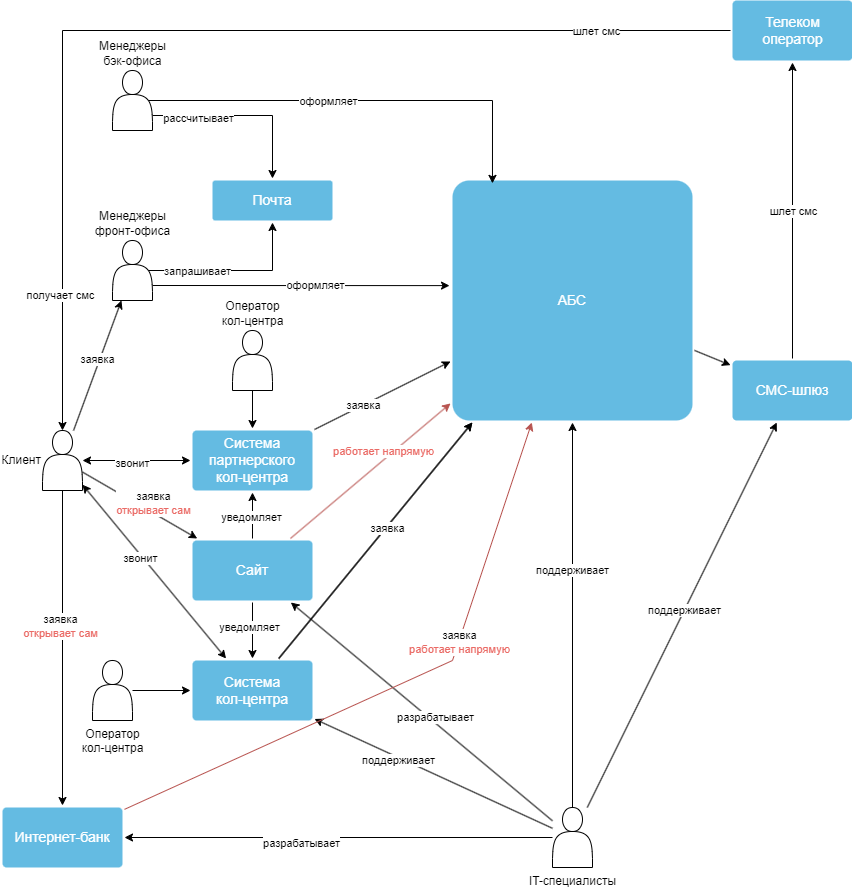 Телеком
оператор
шлет смс
Менеджеры
бэк-офиса
оформляет
рассчитывает
Почта
Менеджеры
фронт-офиса
шлет смс
запрашивает
оформляет
получает смс
АБС
Оператор
кол-центра
заявка
СМС-шлюз
заявка
Система
партнерского
кол-центра
Клиент
звонит
работает напрямую
заявка
открывает сам
уведомляет
заявка
звонит
Сайт
поддерживает
заявка
открывает сам
уведомляет
поддерживает
заявка
работает напрямую
Система
кол-центра
Оператор
кол-центра
разрабатывает
поддерживает
Интернет-банк
разрабатывает
IT-специалисты